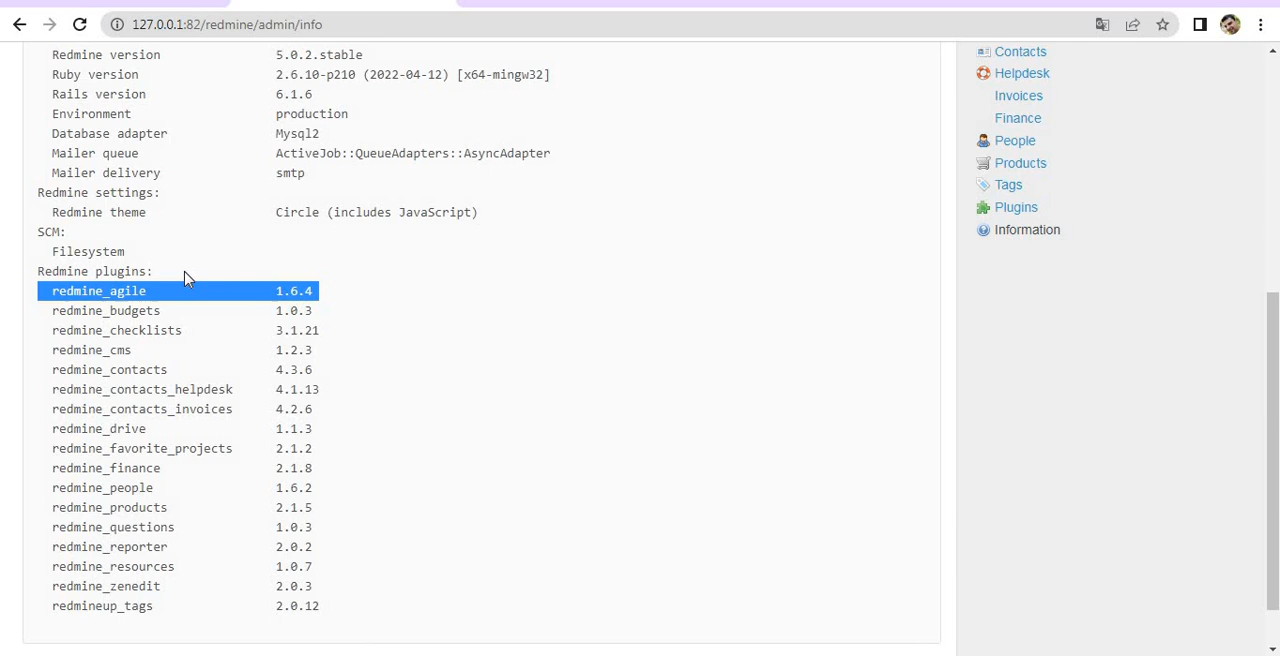 127.0.0.1:82/redmine/admin/info
Redmine version 5.0.2.stable
Ruby version 2.6.10-p210 (2022-04-12) [x64-mingw32]
Rails version 6.1.6
Environment production
Database adapter Mysql2
Mailer queue ActiveJob::QueueAdapters::AsyncAdapter
Mailer delivery smtp
Redmine settings:
Redmine theme Circle (includes JavaScript)
SCM:
Filesystem
Redmine plugins:
redmine_agile 1.6.4
redmine_budgets 1.0.3
redmine_checklists 3.1.21
redmine_cms 1.2.3
redmine_contacts 4.3.6
redmine_contacts_helpdesk 4.1.13
redmine_contacts_invoices 4.2.6
redmine_drive 1.1.3
redmine_favorite_projects 2.1.2
redmine_finance 2.1.8
redmine_people 1.6.2
redmine_products 2.1.5
redmine_questions 1.0.3
redmine_reporter 2.0.2
redmine_resources 1.0.7
redmine_zenedit 2.0.3
redmineup_tags 2.0.12
Contacts
Helpdesk
Invoices
Finance
People
Products
Tags
Plugins
Information